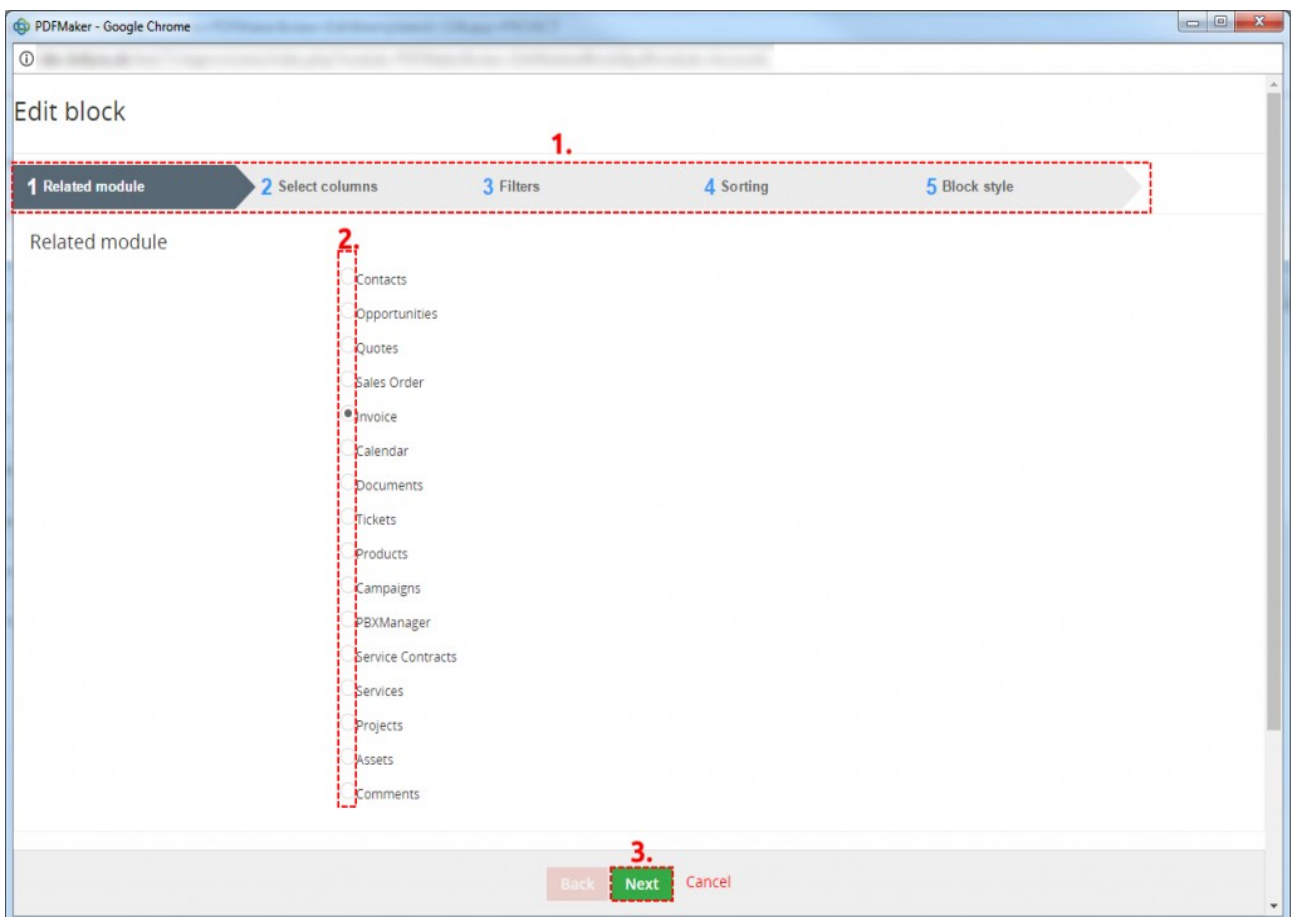 PDFMaker - Google Chrome
Edit block
1.
1 Related module 2 Select columns 3 Filters 4 Sorting 5 Block style
Related module
2.
Contacts
Opportunities
Quotes
Sales Order
Invoice
Calendar
Documents
Tickets
Products
Campaigns
PBXManager
Service Contracts
Services
Projects
Assets
Comments
3.
Back Next Cancel